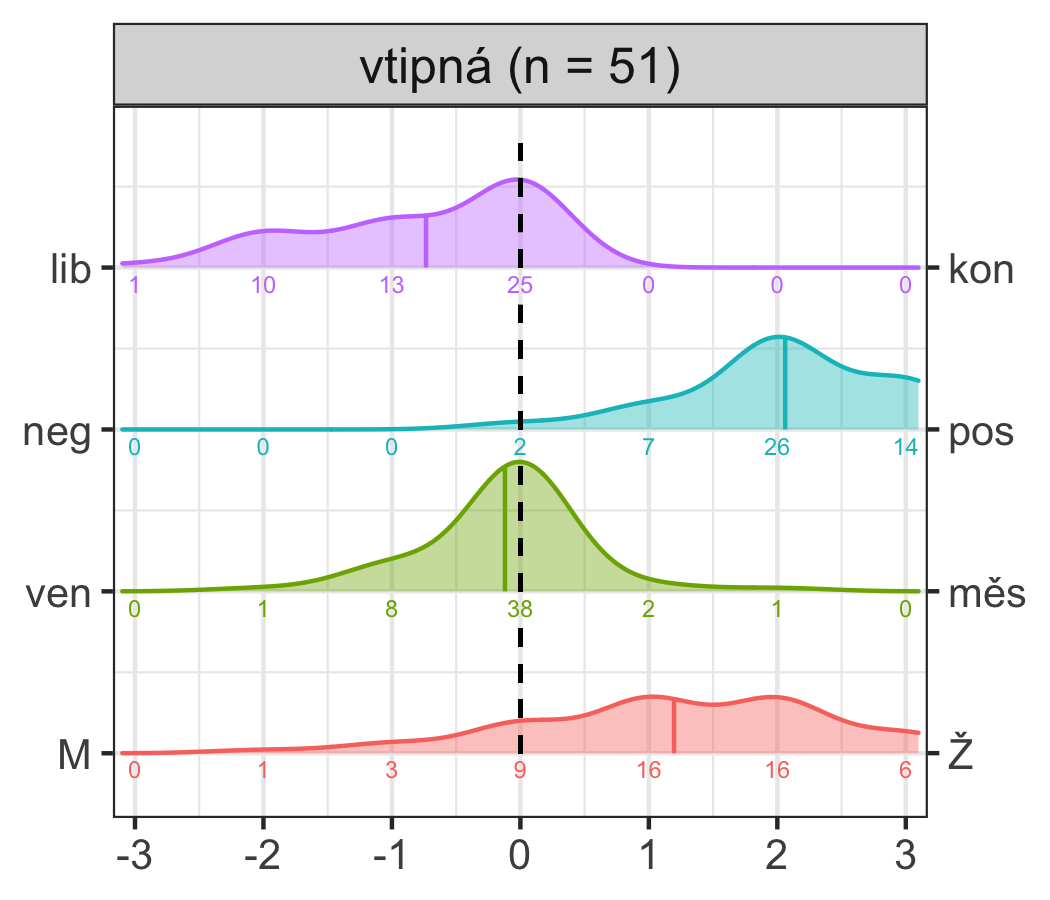 vtipná (n = 51)
lib kon
1 10 13 25 0 0 0
neg pos
0 0 0 2 7 26 14
ven měs
0 1 8 38 2 1 0
M Ž
0 1 3 9 16 16 6
-3 -2 -1 0 1 2 3